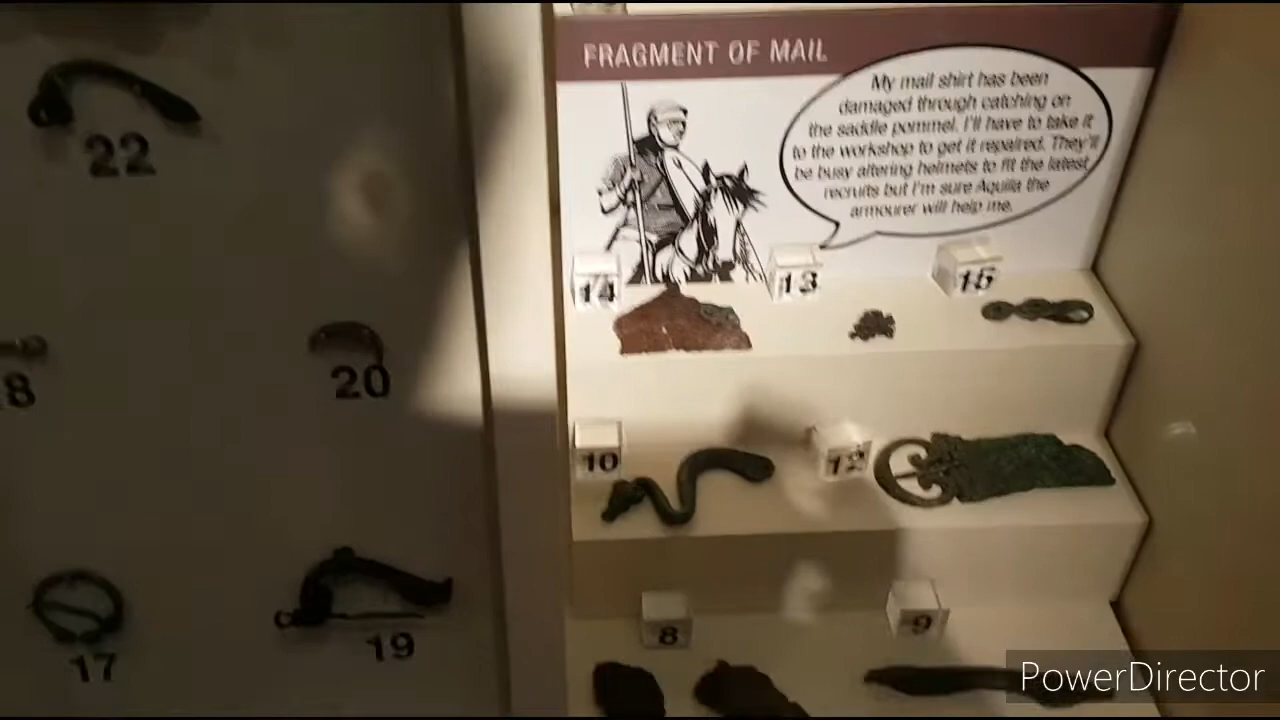 FRAGMENT OF MAIL
My mail shirt has been
damaged through catching on
the saddle pommel. I'll have to take it
to the workshop to get it repaired. They'll
be busy altering helmets to fit the latest
recruits but I'm sure Aquila the
armourer will help me.
22
14
13
15
8
20
10
12
17
19
8
9
PowerDirector